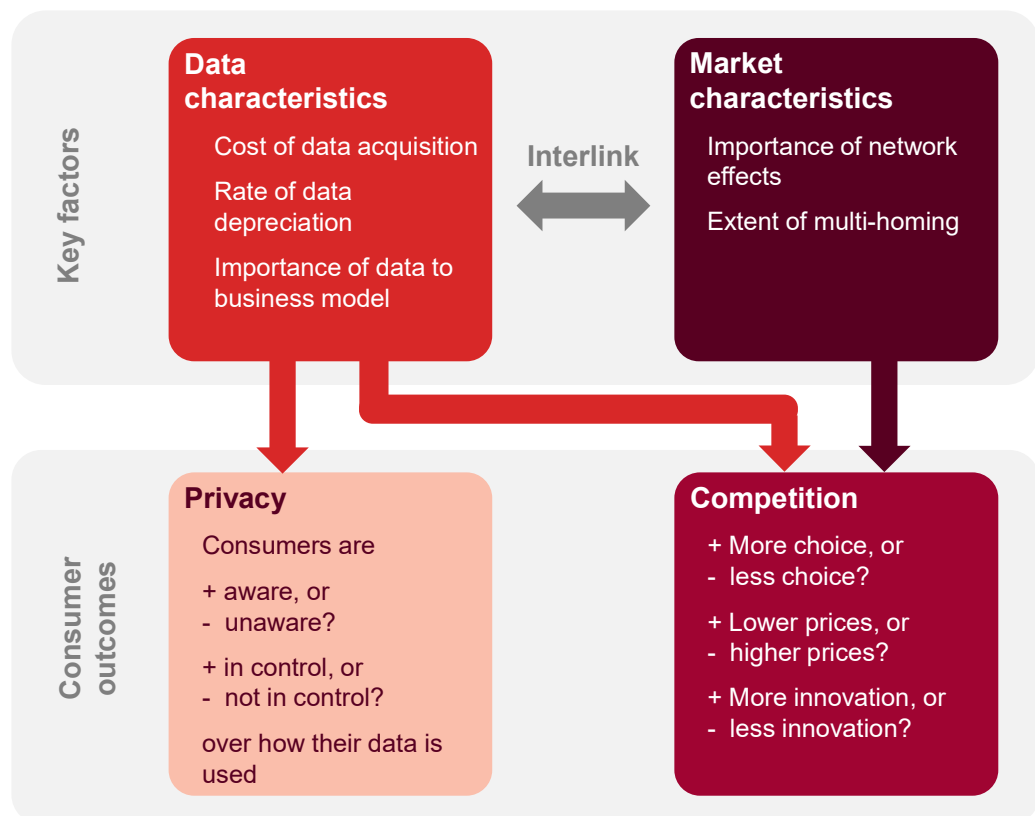 Key factors
Data
characteristics
Cost of data acquisition
Rate of data
depreciation
Importance of data to
business model
Interlink
Market
characteristics
Importance of network
effects
Extent of multi-homing
Consumer
outcomes
Privacy
Consumers are
+ aware, or
- unaware?
+ in control, or
- not in control?
over how their data is
used
Competition
+ More choice, or
- less choice?
+ Lower prices, or
- higher prices?
+ More innovation, or
- less innovation?